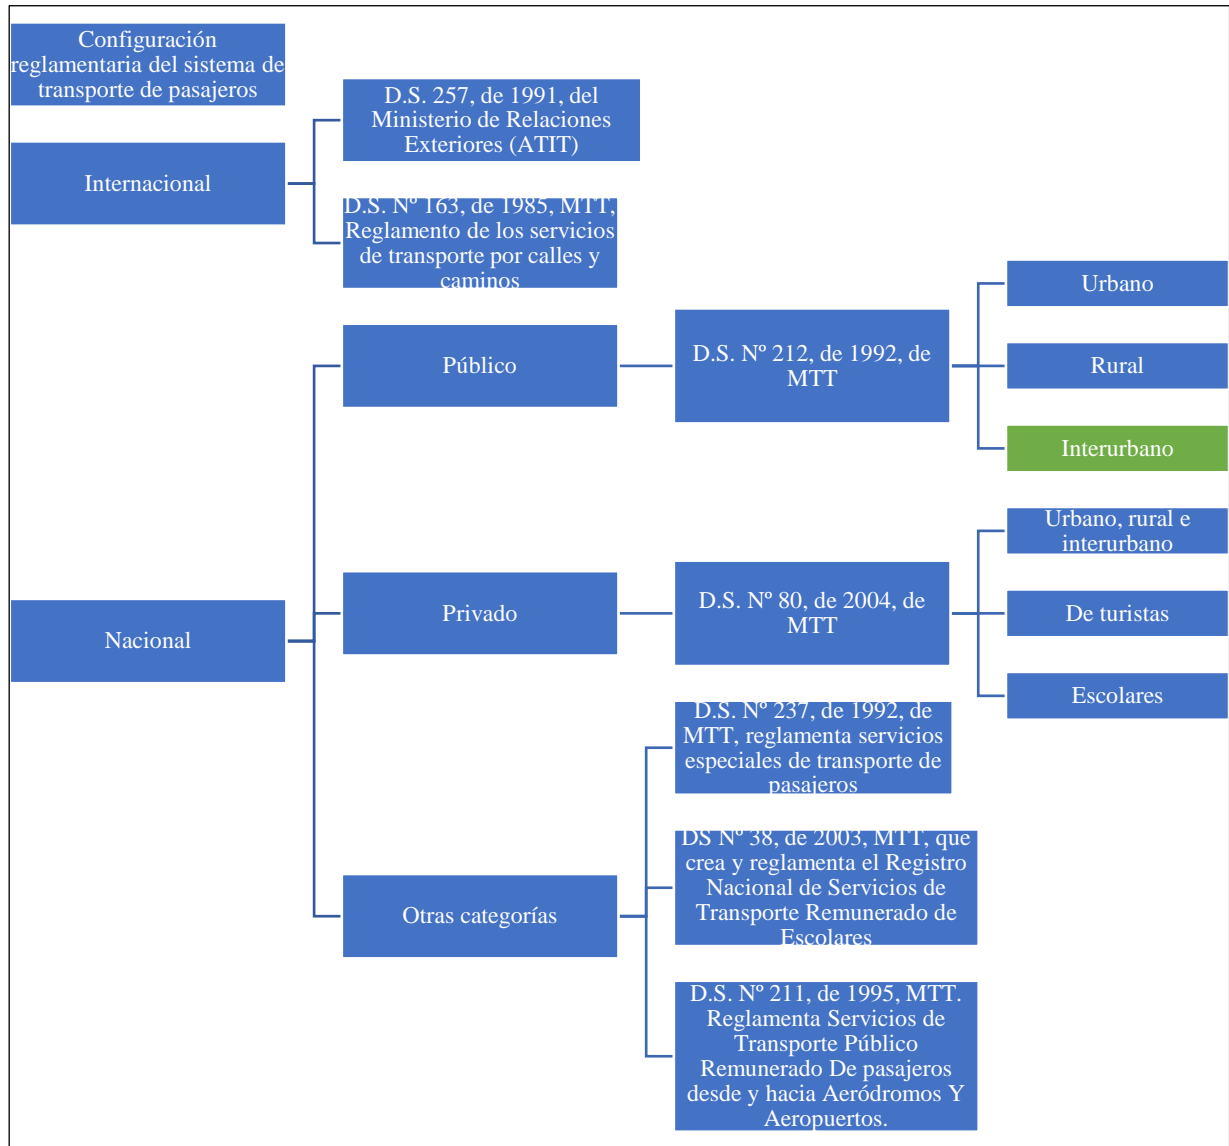 Configuración
reglamentaria del sistema de
transporte de pasajeros
Internacional
D.S. 257, de 1991, del
Ministerio de Relaciones
Exteriores (ATIT)
D.S. Nº 163, de 1985, MTT,
Reglamento de los servicios
de transporte por calles y
caminos
Nacional
Público
D.S. Nº 212, de 1992, de
MTT
Urbano
Rural
Interurbano
Privado
D.S. Nº 80, de 2004, de
MTT
Urbano, rural e
interurbano
De turistas
Escolares
Otras categorías
D.S. Nº 237, de 1992, de
MTT, reglamenta servicios
especiales de transporte de
pasajeros
DS Nº 38, de 2003, MTT, que
crea y reglamenta el Registro
Nacional de Servicios de
Transporte Remunerado de
Escolares
D.S. Nº 211, de 1995, MTT.
Reglamenta Servicios de
Transporte Público
Remunerado De pasajeros
desde y hacia Aeródromos Y
Aeropuertos.